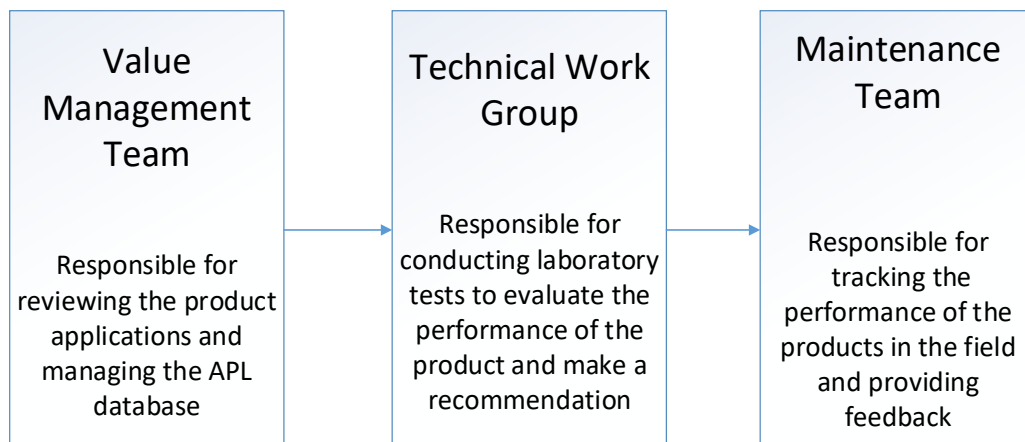 Value
Management
Team
Responsible for
reviewing the product
applications and
managing the APL
database
Technical Work
Group
Responsible for
conducting laboratory
tests to evaluate the
performance of the
product and make a
recommendation
Maintenance
Team
Responsible for
tracking the
performance of the
products in the field
and providing
feedback